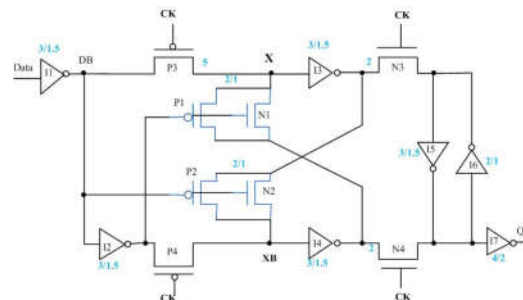 CK
CK
3/1.5
DB
5
X
3/1.5
2
Data
I1
P3
I3
N3
2/1
P1
N1
3/1.5
I5
I6
2/1
P2
2/1
N2
I2
3/1.5
P4
XB
I4
3/1.5
2
N4
I7
4/2
Q
CK
CK